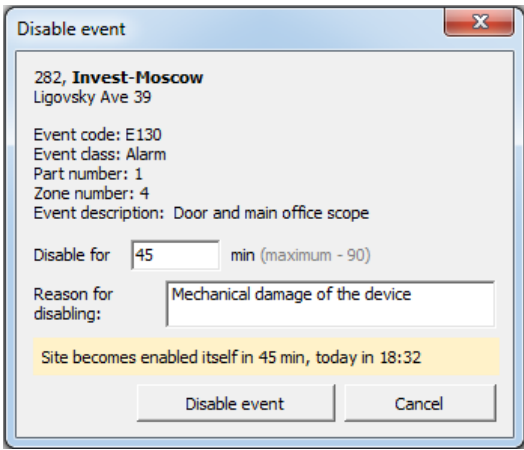 Disable event
282, Invest-Moscow
Ligovsky Ave 39
Event code: E130
Event class: Alarm
Part number: 1
Zone number: 4
Event description: Door and main office scope
Disable for 45 min (maximum - 90)
Reason for
disabling:
Mechanical damage of the device
Site becomes enabled itself in 45 min, today in 18:32
Disable event Cancel